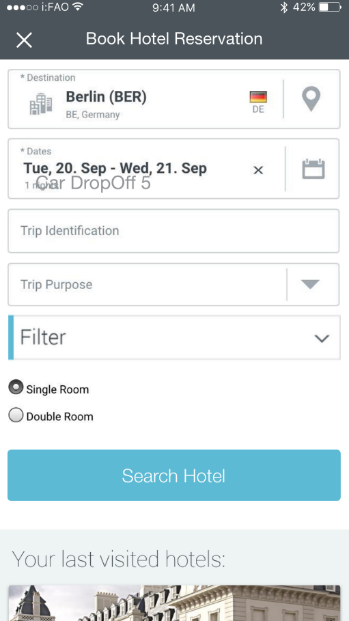 i:FAO 9:41 AM 42%
Book Hotel Reservation
* Destination
Berlin (BER)
DE
BE, Germany
* Dates
Tue, 20. Sep - Wed, 21. Sep
1 nights
Car DropOff 5
Trip Identification
Trip Purpose
Filter
Single Room
Double Room
Search Hotel
Your last visited hotels: